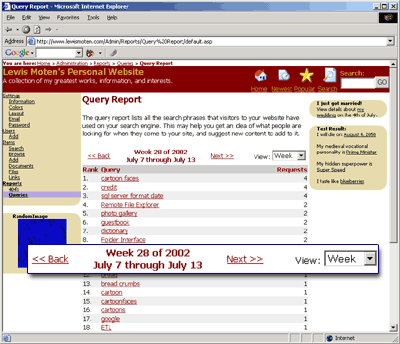 Query Report - Microsoft Internet Explorer
File Edit View Favorites Tools Help
Address http://www.lewismoten.com/Admin/Reports/Query%20Report/default.asp
Google
You are here: Home > Administration > Reports > Query Report
Lewis Moten's Personal Website
A collection of my greatest works, information, and interests.
Home Newest Popular Search
Search:
GO
Settings
Information
Colors
Layout
Email
Password
Users
Add
Items
Search
Browse
Add
Documents
Files
Links
Reports
404's
Queries
RandomImage
Query Report
The query report lists all the search phrases that visitors to your website have
used on your search engine. This may help you get an idea of what people are
looking for when they come to your site, and suggest new content to add to it.
<< Back
Week 28 of 2002
July 7 through July 13
Next >>
View: Week
Rank Query Requests
1. cartoon faces 4
2. credit 4
3. sql server format date 4
4. Remote File Explorer 2
5. photo gallery 2
6. guestbook 2
7. dictionary 2
8. Folder Interface 2
<< Back
Week 28 of 2002
July 7 through July 13
Next >>
View: Week
13. bread crumbs 1
14. cartoon 1
15. cartoonfaces 1
16. cartoons 1
17. google 1
18. ETL 1
I just got married!
View details about my
wedding on the 4th of July.
Test Result:
I will die on August 6, 2059
My medieval vocational
personality is Prime Minister
My hidden superpower is
Super Speed
I taste like blueberries
Internet